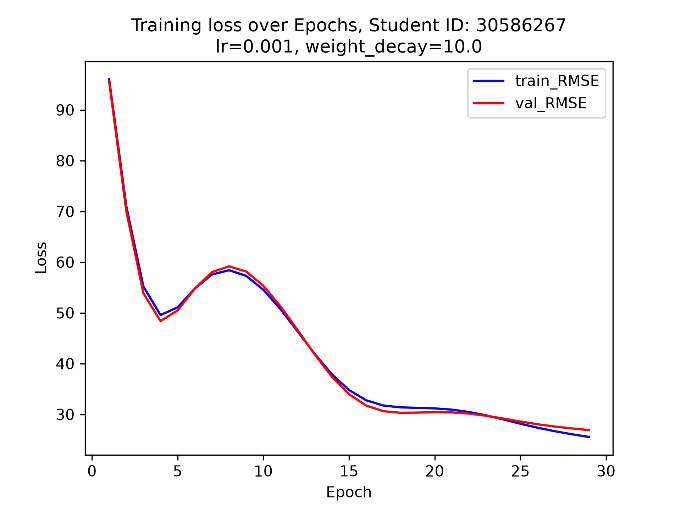 Training loss over Epochs, Student ID: 30586267
lr=0.001, weight_decay=10.0
train_RMSE
val_RMSE
Loss
90
80
70
60
50
40
30
0 5 10 15 20 25 30
Epoch